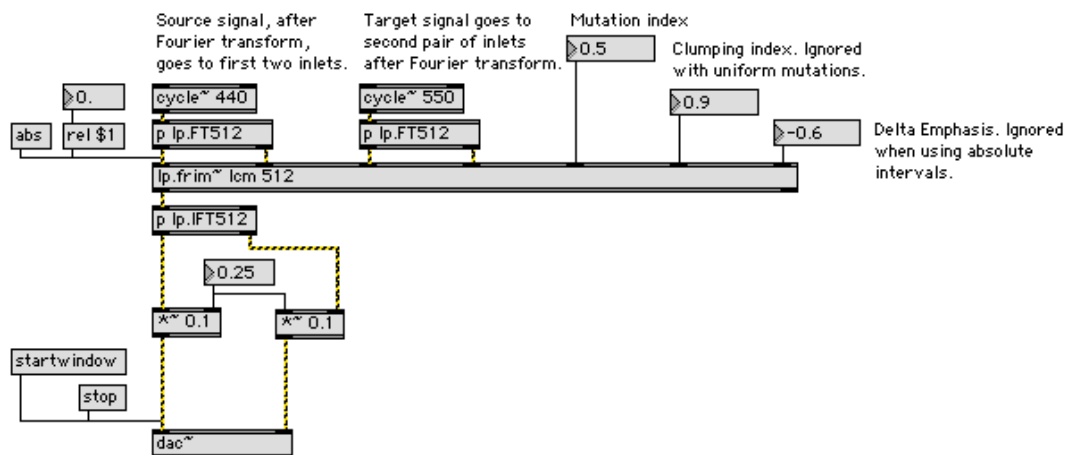 Source signal, after
Fourier transform,
goes to first two inlets.
Target signal goes to
second pair of inlets
after Fourier transform.
Mutation index
0.5
Clumping index. Ignored
with uniform mutations.
0.9
0.
cycle~ 440
cycle~ 550
abs
rel $1
p lp.FT512
p lp.FT512
-0.6
Delta Emphasis. Ignored
when using absolute
intervals.
lp.frim~ lcm 512
p lp.IFT512
0.25
*~ 0.1
*~ 0.1
startwindow
stop
dac~